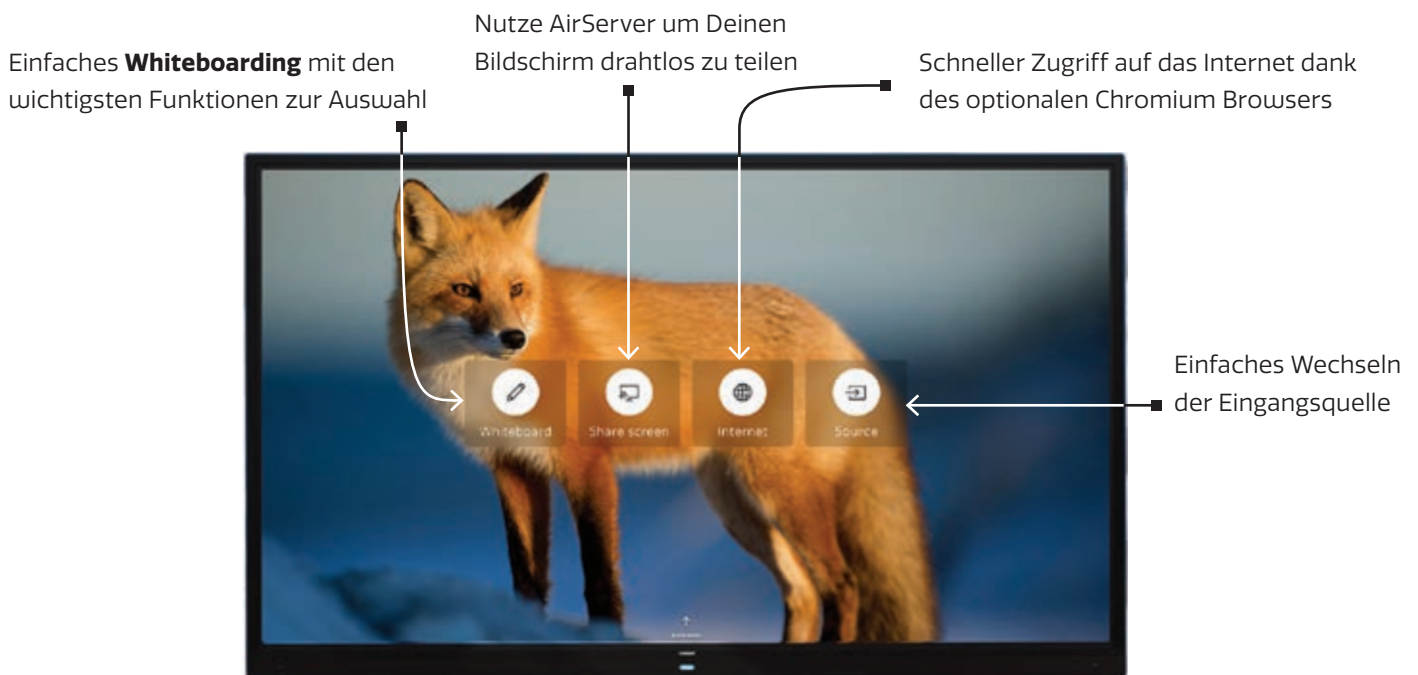 Nutze AirServer um Deinen
Bildschirm drahtlos zu teilen
Einfaches Whiteboarding mit den
wichtigsten Funktionen zur Auswahl
Schneller Zugriff auf das Internet dank
des optionalen Chromium Browsers
Einfaches Wechseln
der Eingangsquelle
Whiteboard
Share screen
Internet
Source